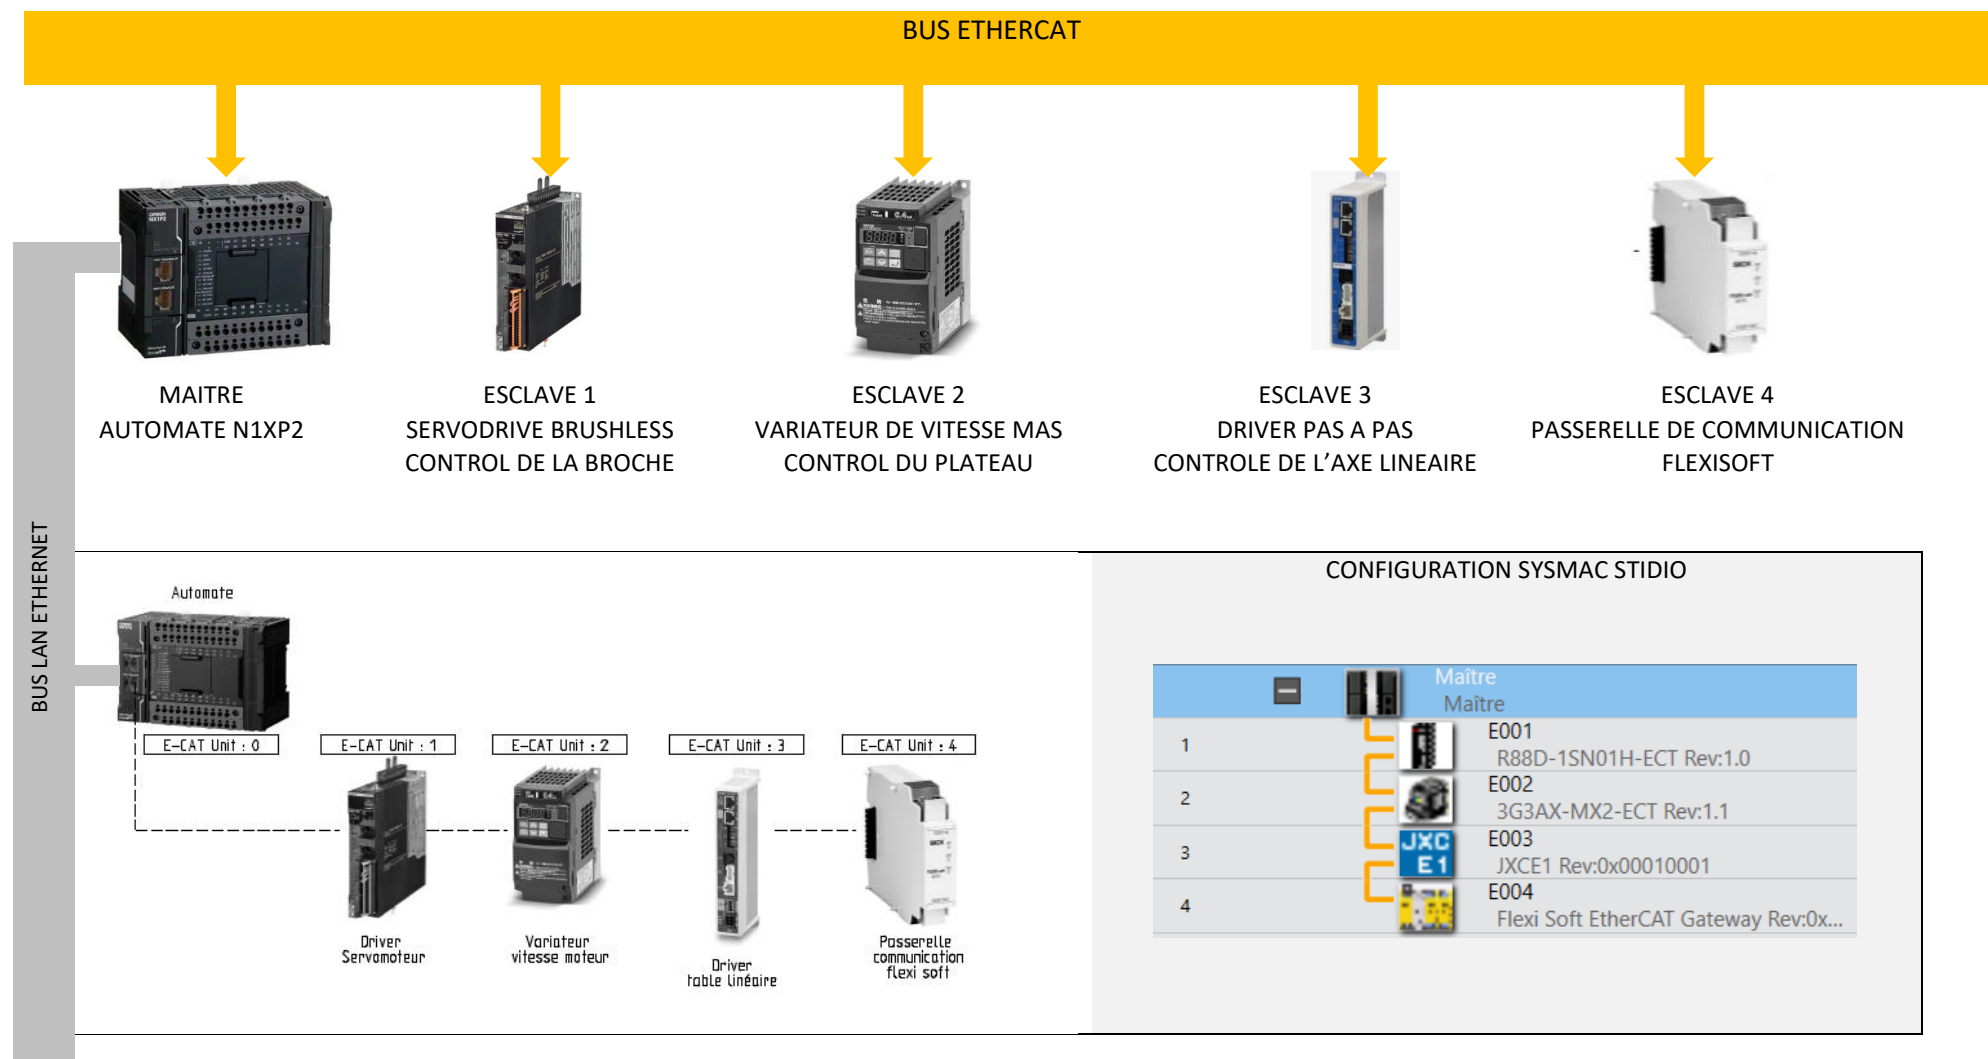 BUS ETHERCAT
MAITRE
AUTOMATE N1XP2
ESCLAVE 1
SERVODRIVE BRUSHLESS
CONTROL DE LA BROCHE
ESCLAVE 2
VARIATEUR DE VITESSE MAS
CONTROL DU PLATEAU
ESCLAVE 3
DRIVER PAS A PAS
CONTROLE DE L’AXE LINEAIRE
ESCLAVE 4
PASSERELLE DE COMMUNICATION
FLEXISOFT
BUS LAN ETHERNET
Automate
E-CAT Unit : 0
E-CAT Unit : 1
E-CAT Unit : 2
E-CAT Unit : 3
E-CAT Unit : 4
Driver
Servomoteur
Variateur
vitesse moteur
Driver
table linéaire
Passerelle
communication
flexi soft
CONFIGURATION SYSMAC STIDIO
Maître
Maître
1
E001
R88D-1SN01H-ECT Rev:1.0
2
E002
3G3AX-MX2-ECT Rev:1.1
3
JXC
E1
E003
JXCE1 Rev:0x00010001
4
E004
Flexi Soft EtherCAT Gateway Rev:0x...